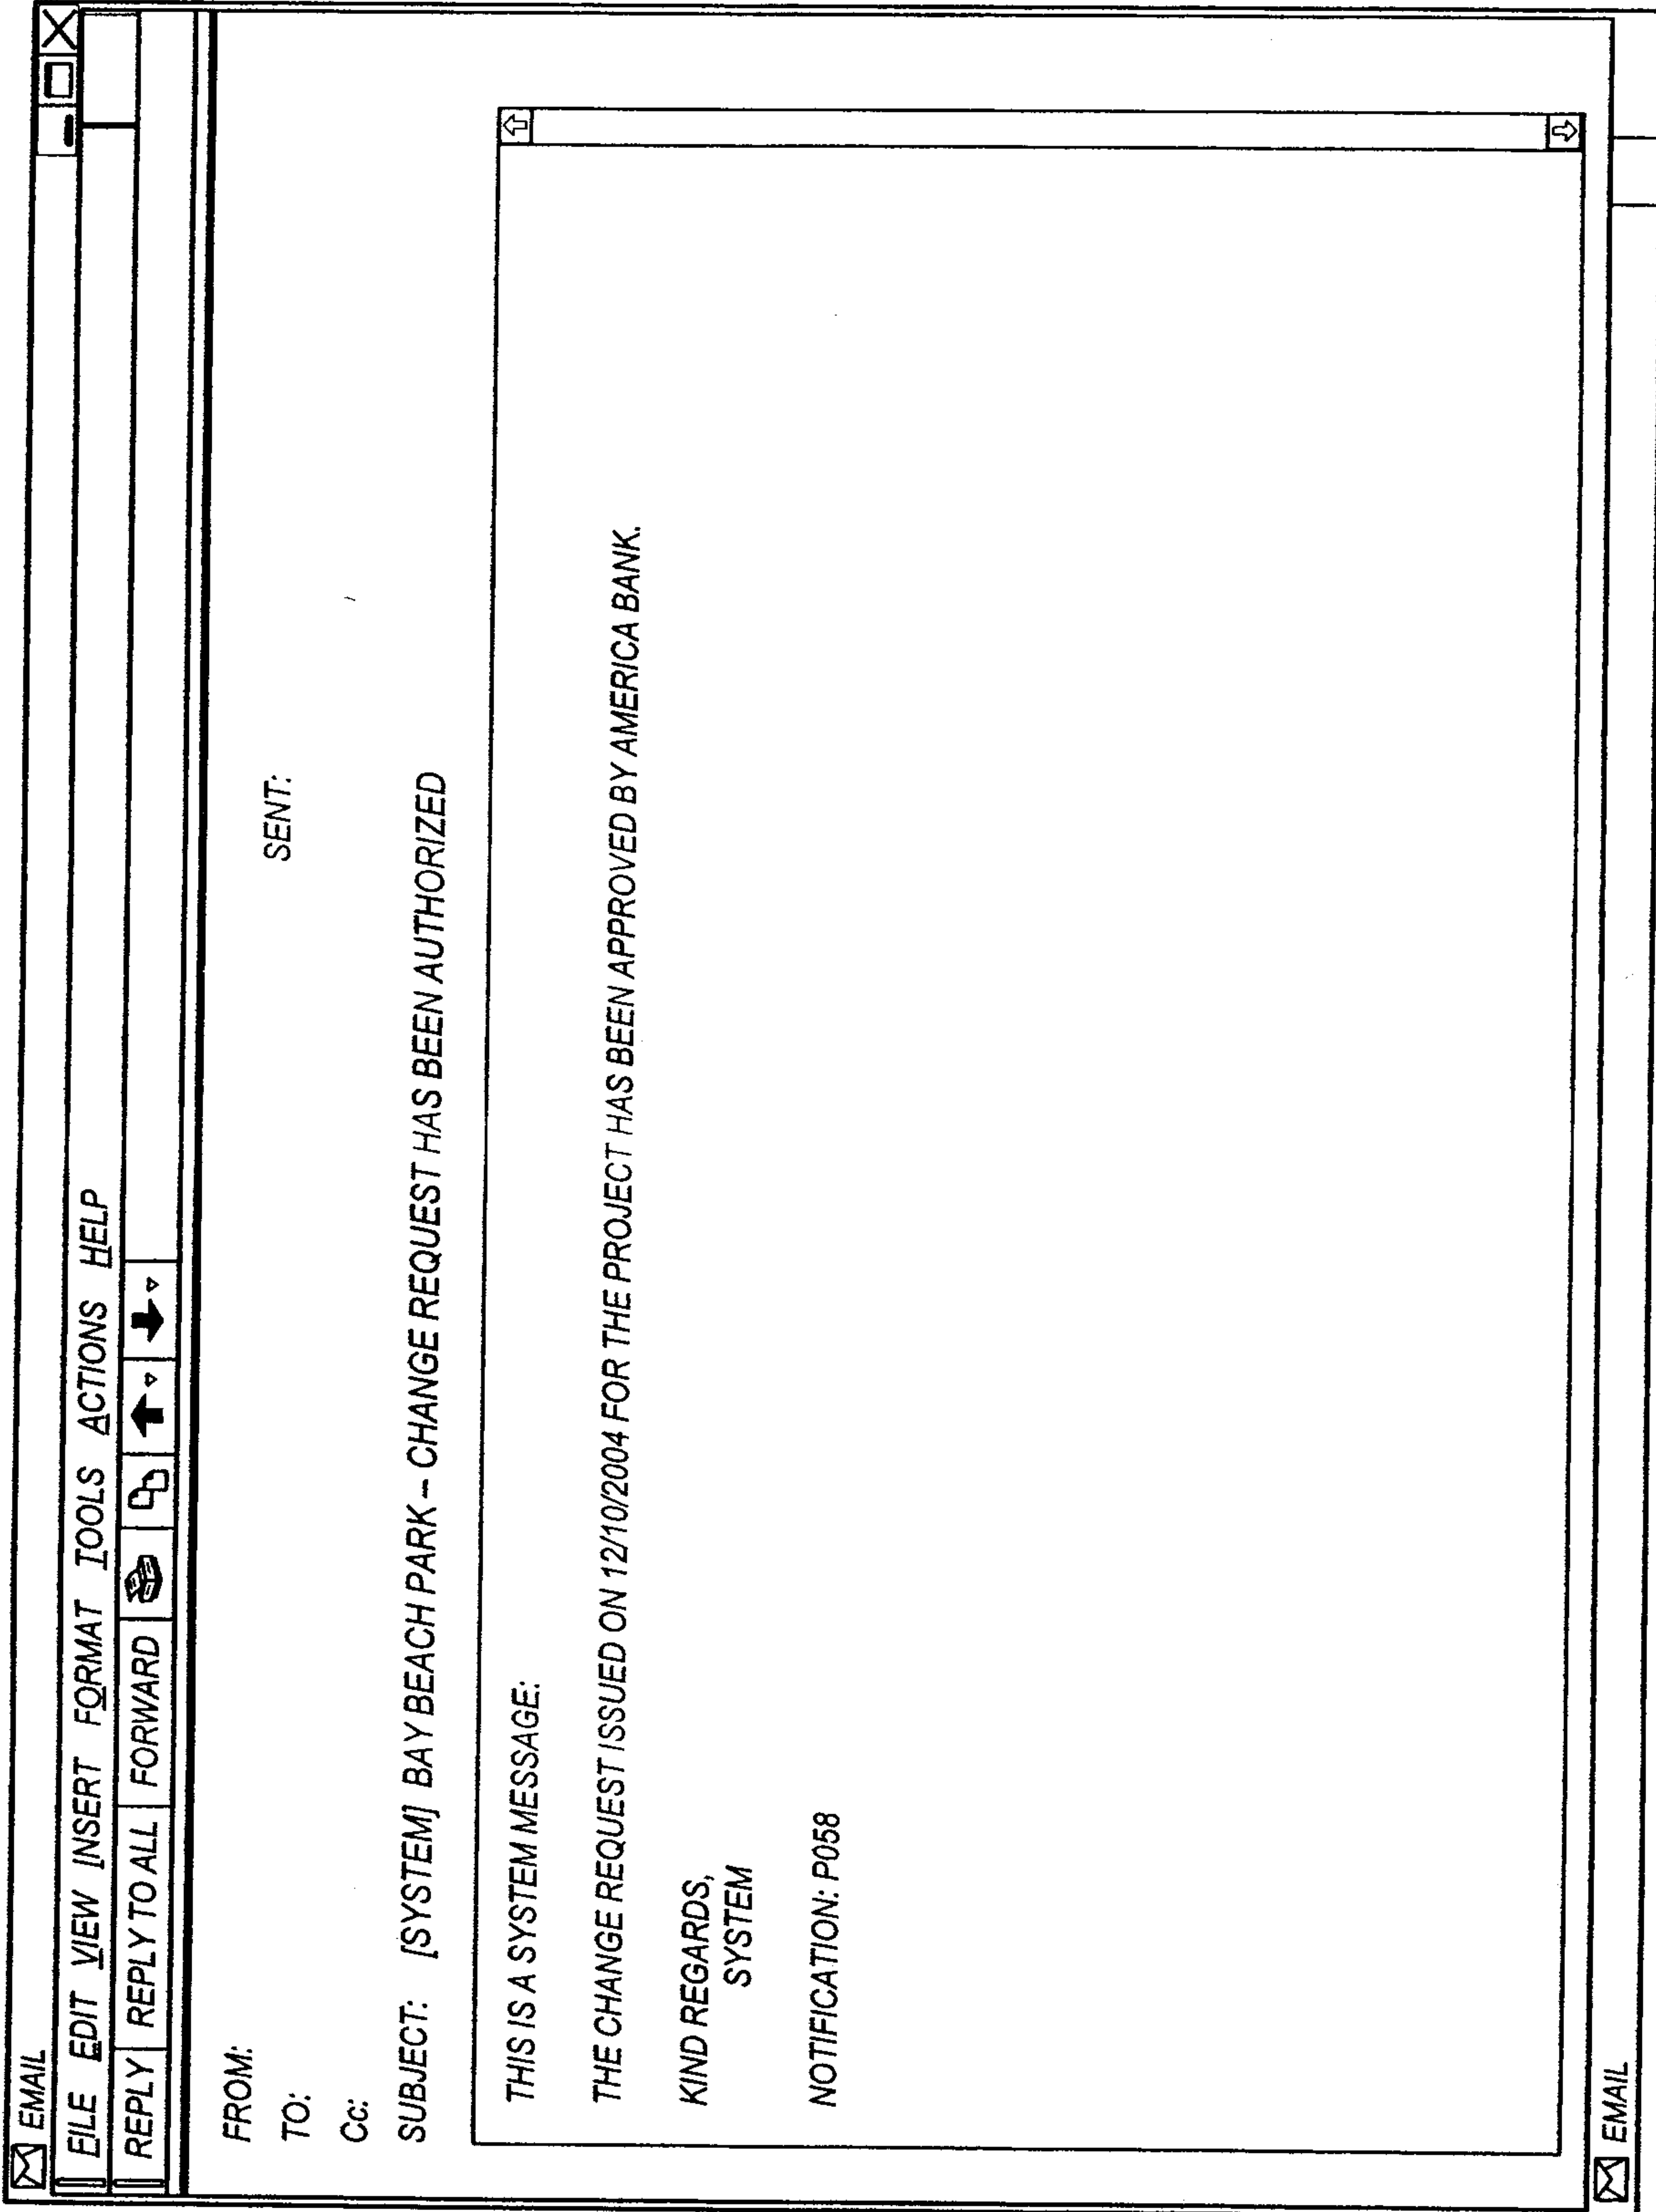 EMAIL
FILE EDIT VIEW INSERT FORMAT TOOLS ACTIONS HELP
REPLY REPLY TO ALL FORWARD
FROM:
SENT:
TO:
Cc:
SUBJECT: [SYSTEM] BAY BEACH PARK – CHANGE REQUEST HAS BEEN AUTHORIZED
THIS IS A SYSTEM MESSAGE:
THE CHANGE REQUEST ISSUED ON 12/10/2004 FOR THE PROJECT HAS BEEN APPROVED BY AMERICA BANK.
KIND REGARDS,
SYSTEM
NOTIFICATION: P058
EMAIL